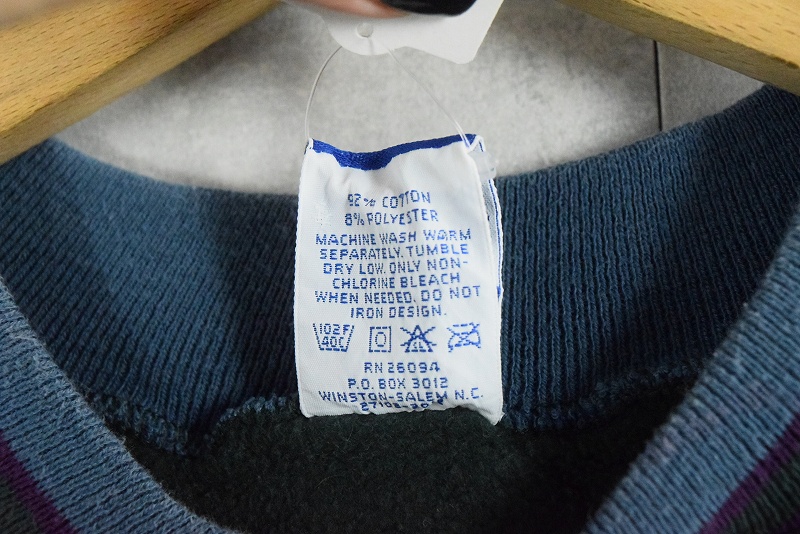 92% COTTON
8% POLYESTER
MACHINE WASH WARM
SEPARATELY. TUMBLE
DRY LOW. ONLY NON-
CHLORINE BLEACH
WHEN NEEDED. DO NOT
IRON DESIGN.
102F
40C
RN 26094
P.O. BOX 3012
WINSTON-SALEM N.C.